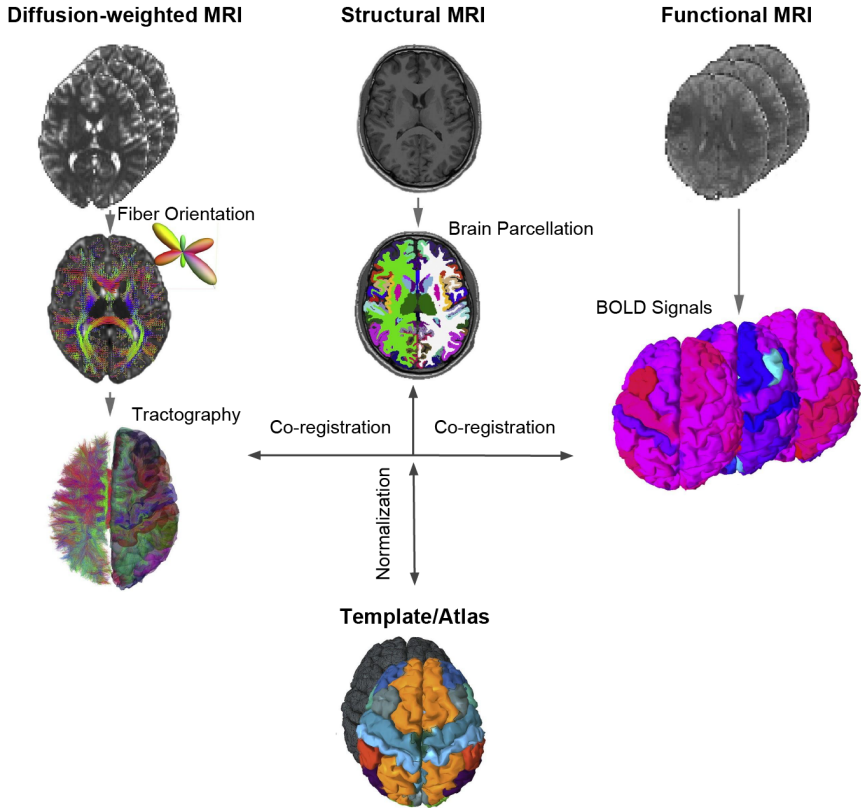 Diffusion-weighted MRI
Structural MRI
Functional MRI
Fiber Orientation
Brain Parcellation
BOLD Signals
Tractography
Co-registration
Co-registration
Normalization
Template/Atlas